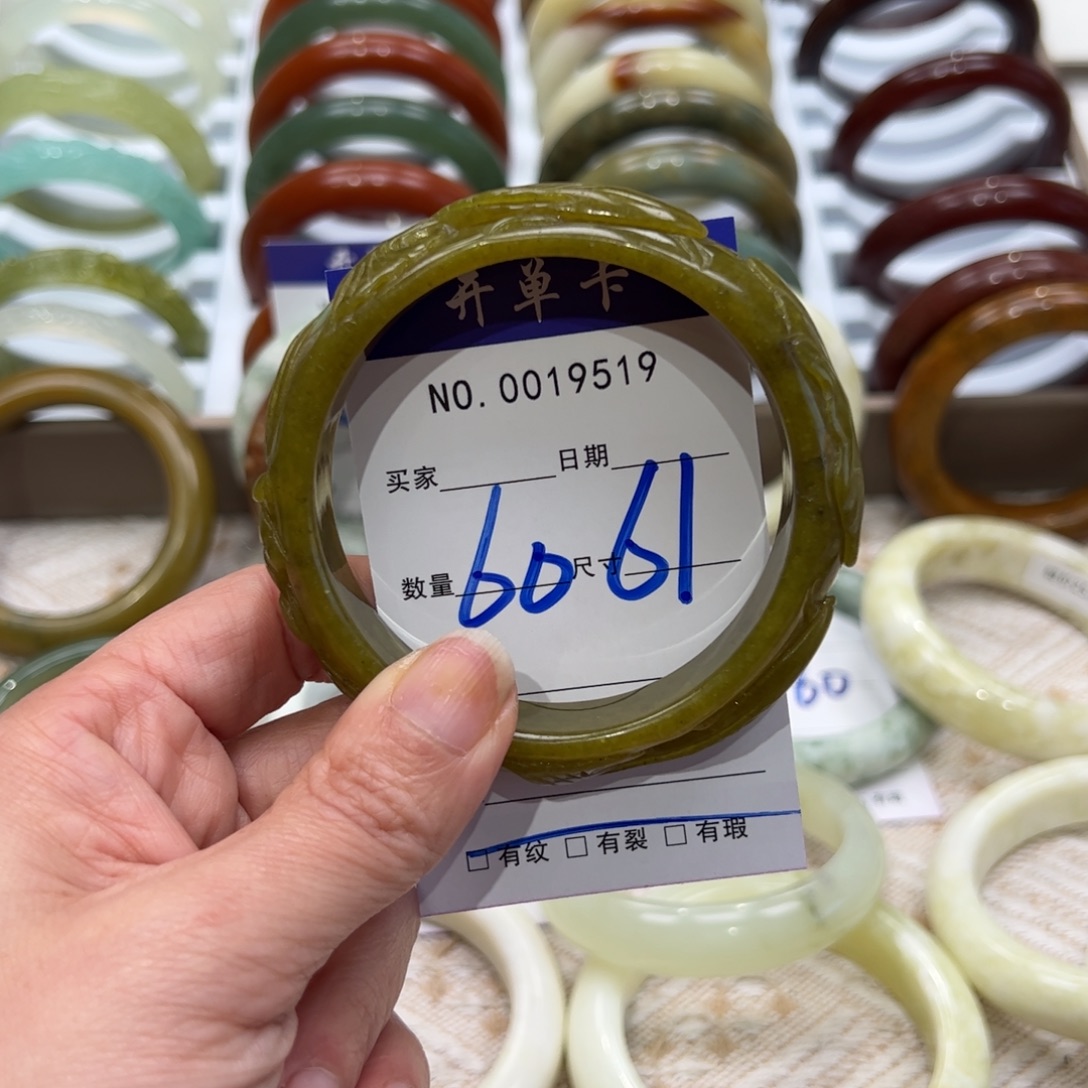 开单卡
NO. 0019519
买家 日期
6061
数量 尺寸
□ 有纹 □ 有裂 □ 有瑕
60